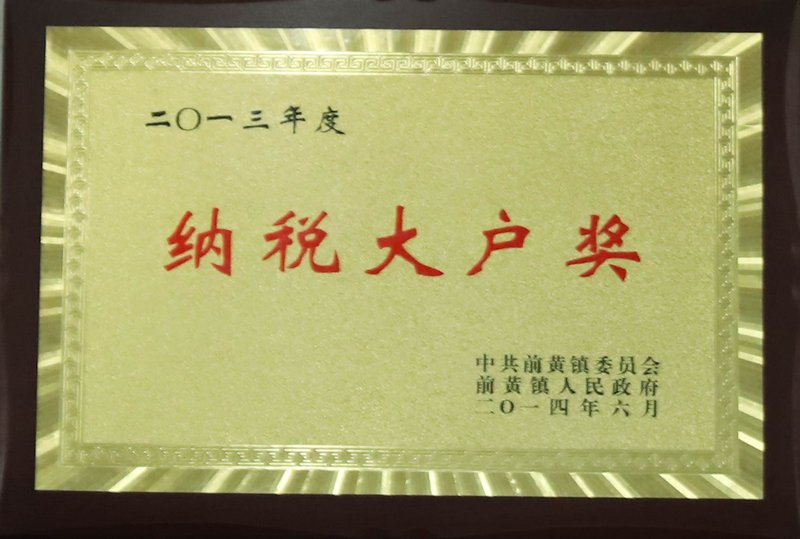 二〇一三年度
纳税大户奖
中共前黄镇委员会
前黄镇人民政府
二〇一四年六月